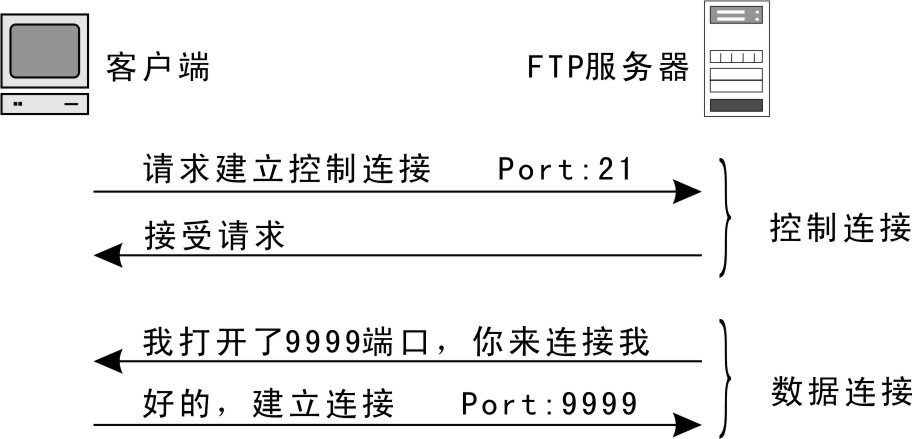 客户端
FTP服务器
请求建立控制连接 Port:21
接受请求
控制连接
我打开了9999端口，你来连接我
好的，建立连接 Port:9999
数据连接